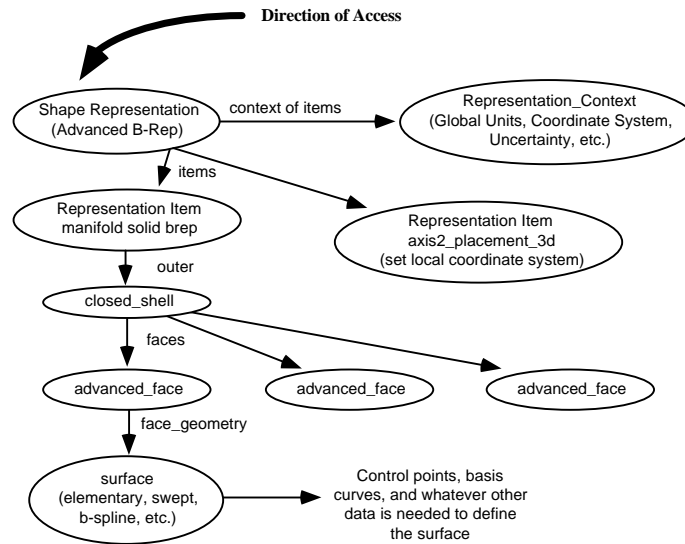 Direction of Access
Shape Representation
(Advanced B-Rep)
context of items
Representation_Context
(Global Units, Coordinate System,
Uncertainty, etc.)
items
Representation Item
manifold solid brep
Representation Item
axis2_placement_3d
(set local coordinate system)
outer
closed_shell
faces
advanced_face
advanced_face
advanced_face
face_geometry
surface
(elementary, swept,
b-spline, etc.)
Control points, basis
curves, and whatever other
data is needed to define
the surface